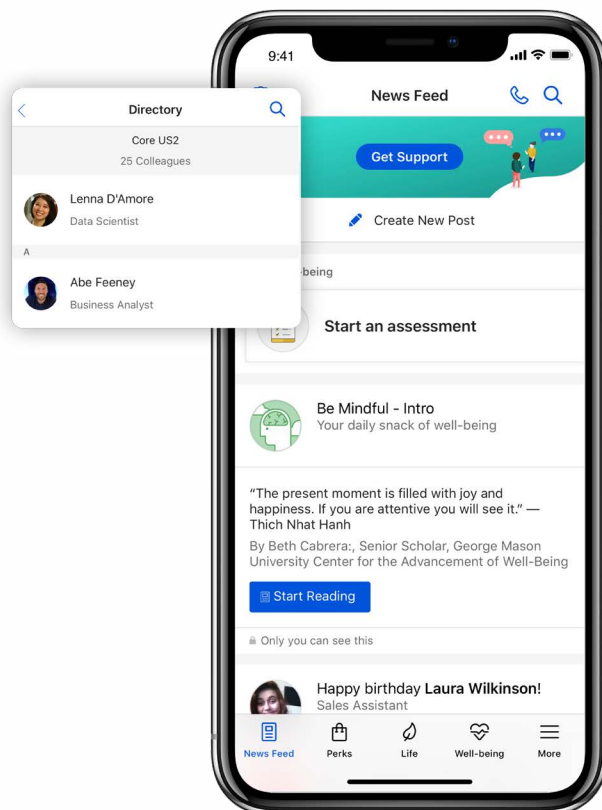 9:41
News Feed
Directory
Core US2
25 Colleagues
Lenna D'Amore
Data Scientist
A
Abe Feeney
Business Analyst
Get Support
Create New Post
-being
Start an assessment
Be Mindful - Intro
Your daily snack of well-being
“The present moment is filled with joy and
happiness. If you are attentive you will see it.” —
Thich Nhat Hanh
By Beth Cabrera:, Senior Scholar, George Mason
University Center for the Advancement of Well-Being
Start Reading
Only you can see this
Happy birthday Laura Wilkinson!
Sales Assistant
News Feed
Perks
Life
Well-being
More